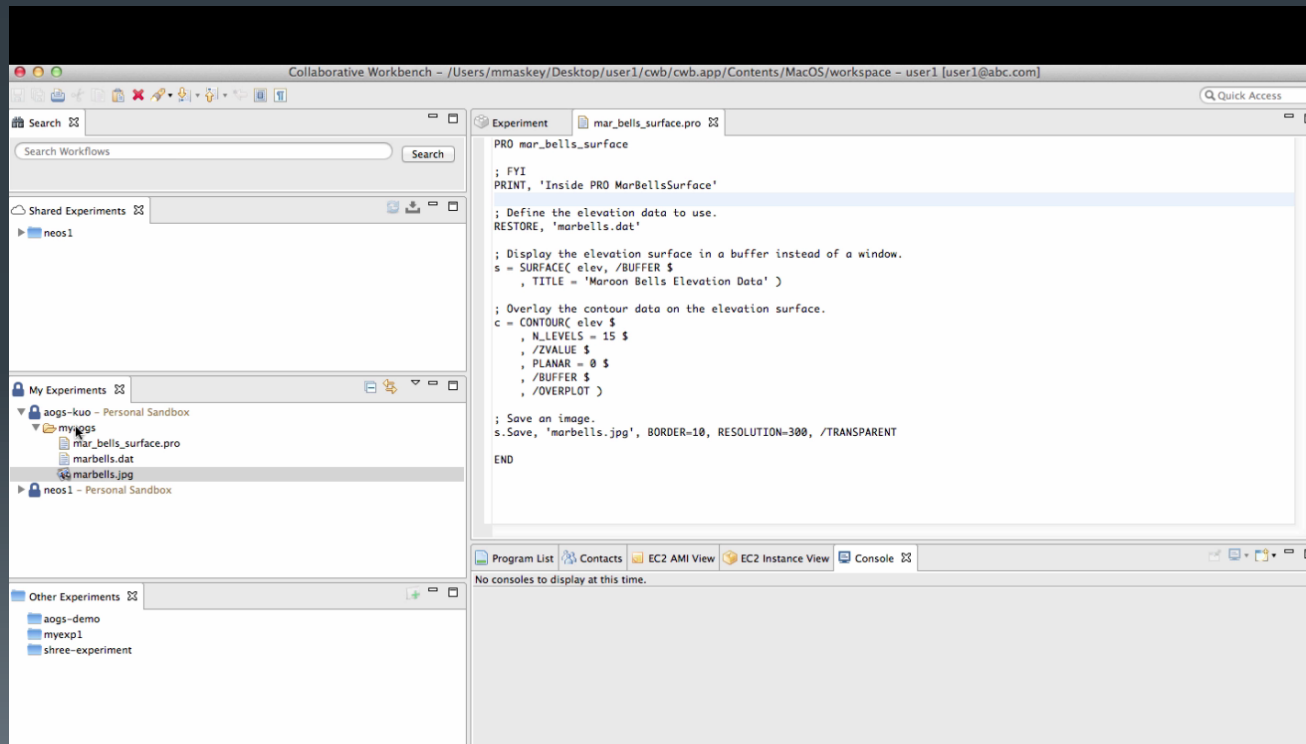 Collaborative Workbench – /Users/mmaskey/Desktop/user1/cwb/cwb.app/Contents/MacOS/workspace – user1 [user1@abc.com]
Quick Access
Search
Search Workflows
Search
Shared Experiments
neos1
My Experiments
aogs-kuo – Personal Sandbox
mar_bells_surface.pro
marbells.dat
marbells.jpg
neos1 – Personal Sandbox
Other Experiments
aogs-demo
myexp1
shree-experiment
Experiment
mar_bells_surface.pro
PRO mar_bells_surface
; FYI
PRINT, 'Inside PRO MarBellsSurface'
; Define the elevation data to use.
RESTORE, 'marbells.dat'
; Display the elevation surface in a buffer instead of a window.
s = SURFACE( elev, /BUFFER $
, TITLE = 'Maroon Bells Elevation Data' )
; Overlay the contour data on the elevation surface.
c = CONTOUR( elev $
, N_LEVELS = 15 $
, /ZVALUE $
, PLANAR = 0 $
, /BUFFER $
, /OVERPLOT )
; Save an image.
s.Save, 'marbells.jpg', BORDER=10, RESOLUTION=300, /TRANSPARENT
END
Program List
Contacts
EC2 AMI View
EC2 Instance View
Console
No consoles to display at this time.